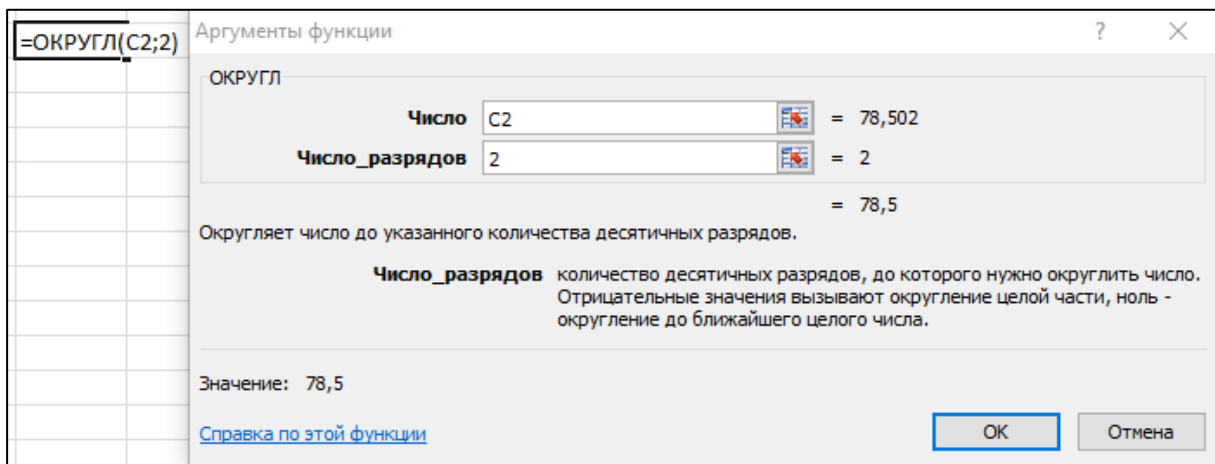 =ОКРУГЛ(C2;2)
Аргументы функции ? ×
ОКРУГЛ
Число C2 = 78,502
Число_разрядов 2 = 2
= 78,5
Округляет число до указанного количества десятичных разрядов.
Число_разрядов количество десятичных разрядов, до которого нужно округлить число.
Отрицательные значения вызывают округление целой части, ноль -
округление до ближайшего целого числа.
Значение: 78,5
Справка по этой функции ОК Отмена